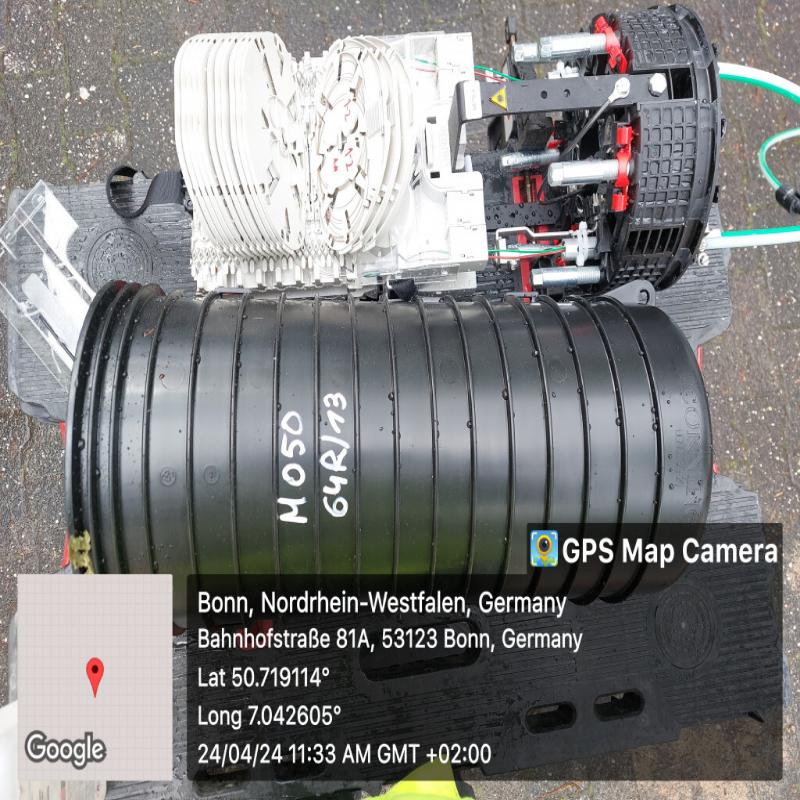 M050
64R/13
GPS Map Camera
Bonn, Nordrhein-Westfalen, Germany
Bahnhofstraße 81A, 53123 Bonn, Germany
Lat 50.719114°
Long 7.042605°
24/04/24 11:33 AM GMT +02:00
Google